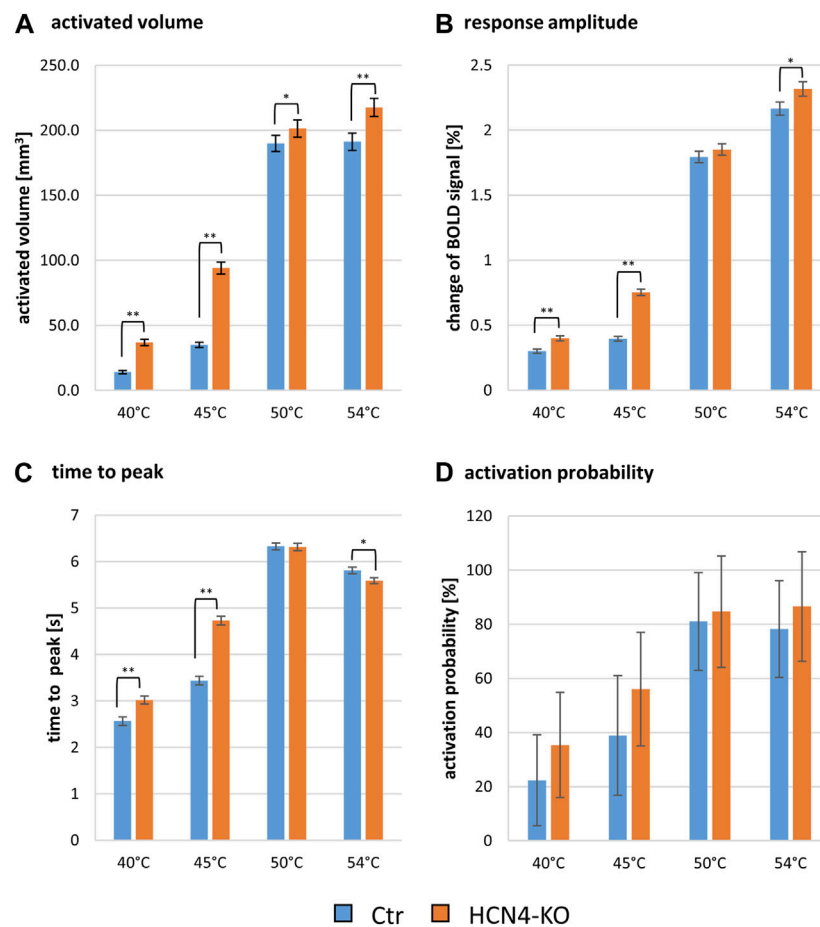 A activated volume
activated volume [mm³]
250.0
200.0
150.0
100.0
50.0
0.0
** ** * **
40°C 45°C 50°C 54°C
B response amplitude
change of BOLD signal [%]
2.5
2
1.5
1
0.5
0
** ** *
40°C 45°C 50°C 54°C
C time to peak
time to peak [s]
7
6
5
4
3
2
1
0
** ** *
40°C 45°C 50°C 54°C
D activation probability
activation probability [%]
120
100
80
60
40
20
0
40°C 45°C 50°C 54°C
Ctr HCN4-KO